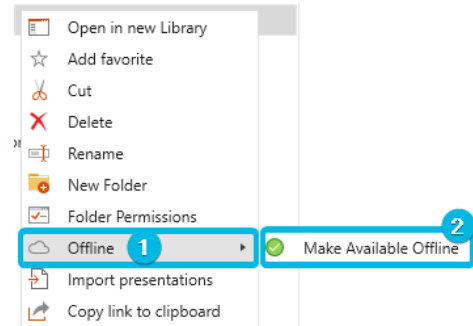 Open in new Library
Add favorite
Cut
Delete
Rename
New Folder
Folder Permissions
Offline 1
2
Make Available Offline
Import presentations
Copy link to clipboard